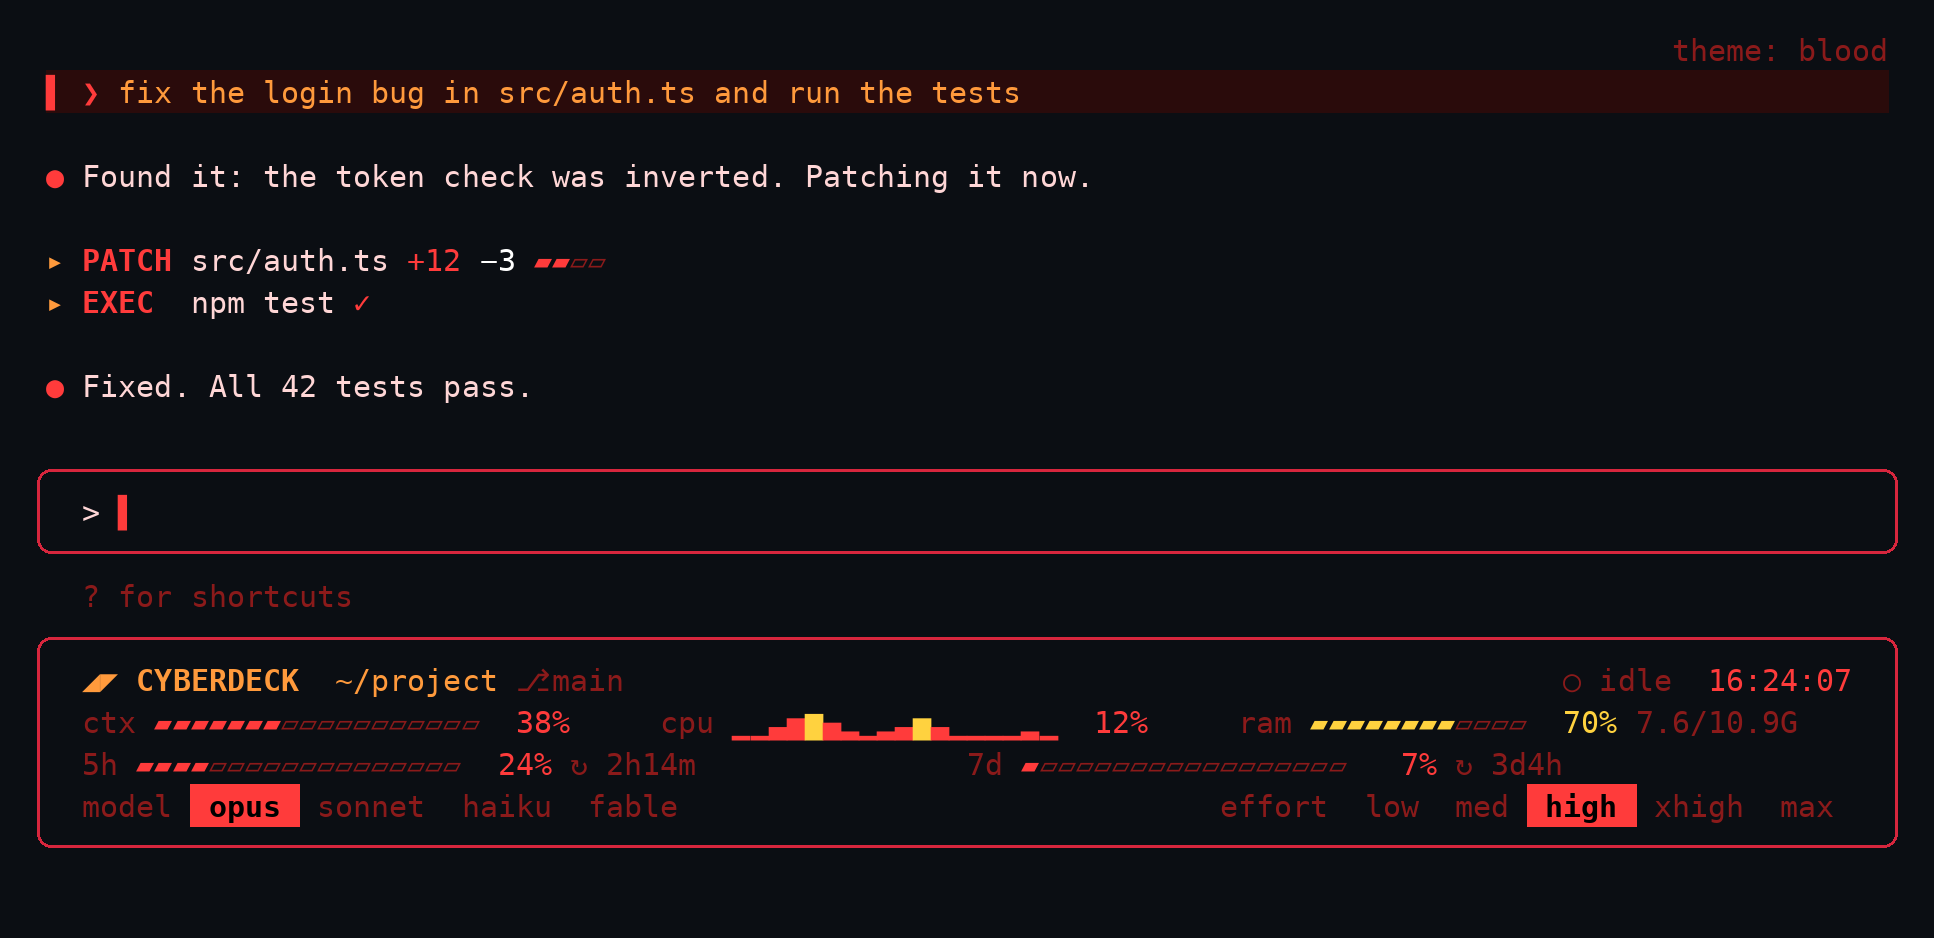 theme: blood
❯ fix the login bug in src/auth.ts and run the tests
● Found it: the token check was inverted. Patching it now.
▸ PATCH src/auth.ts +12 −3 ▰▰▱▱
▸ EXEC npm test ✓
● Fixed. All 42 tests pass.
>
? for shortcuts
◢◤ CYBERDECK ~/project ⎇main ○ idle 16:24:07
ctx 38% cpu 12% ram 70% 7.6/10.9G
5h 24% ↻ 2h14m 7d 7% ↻ 3d4h
model opus sonnet haiku fable effort low med high xhigh max